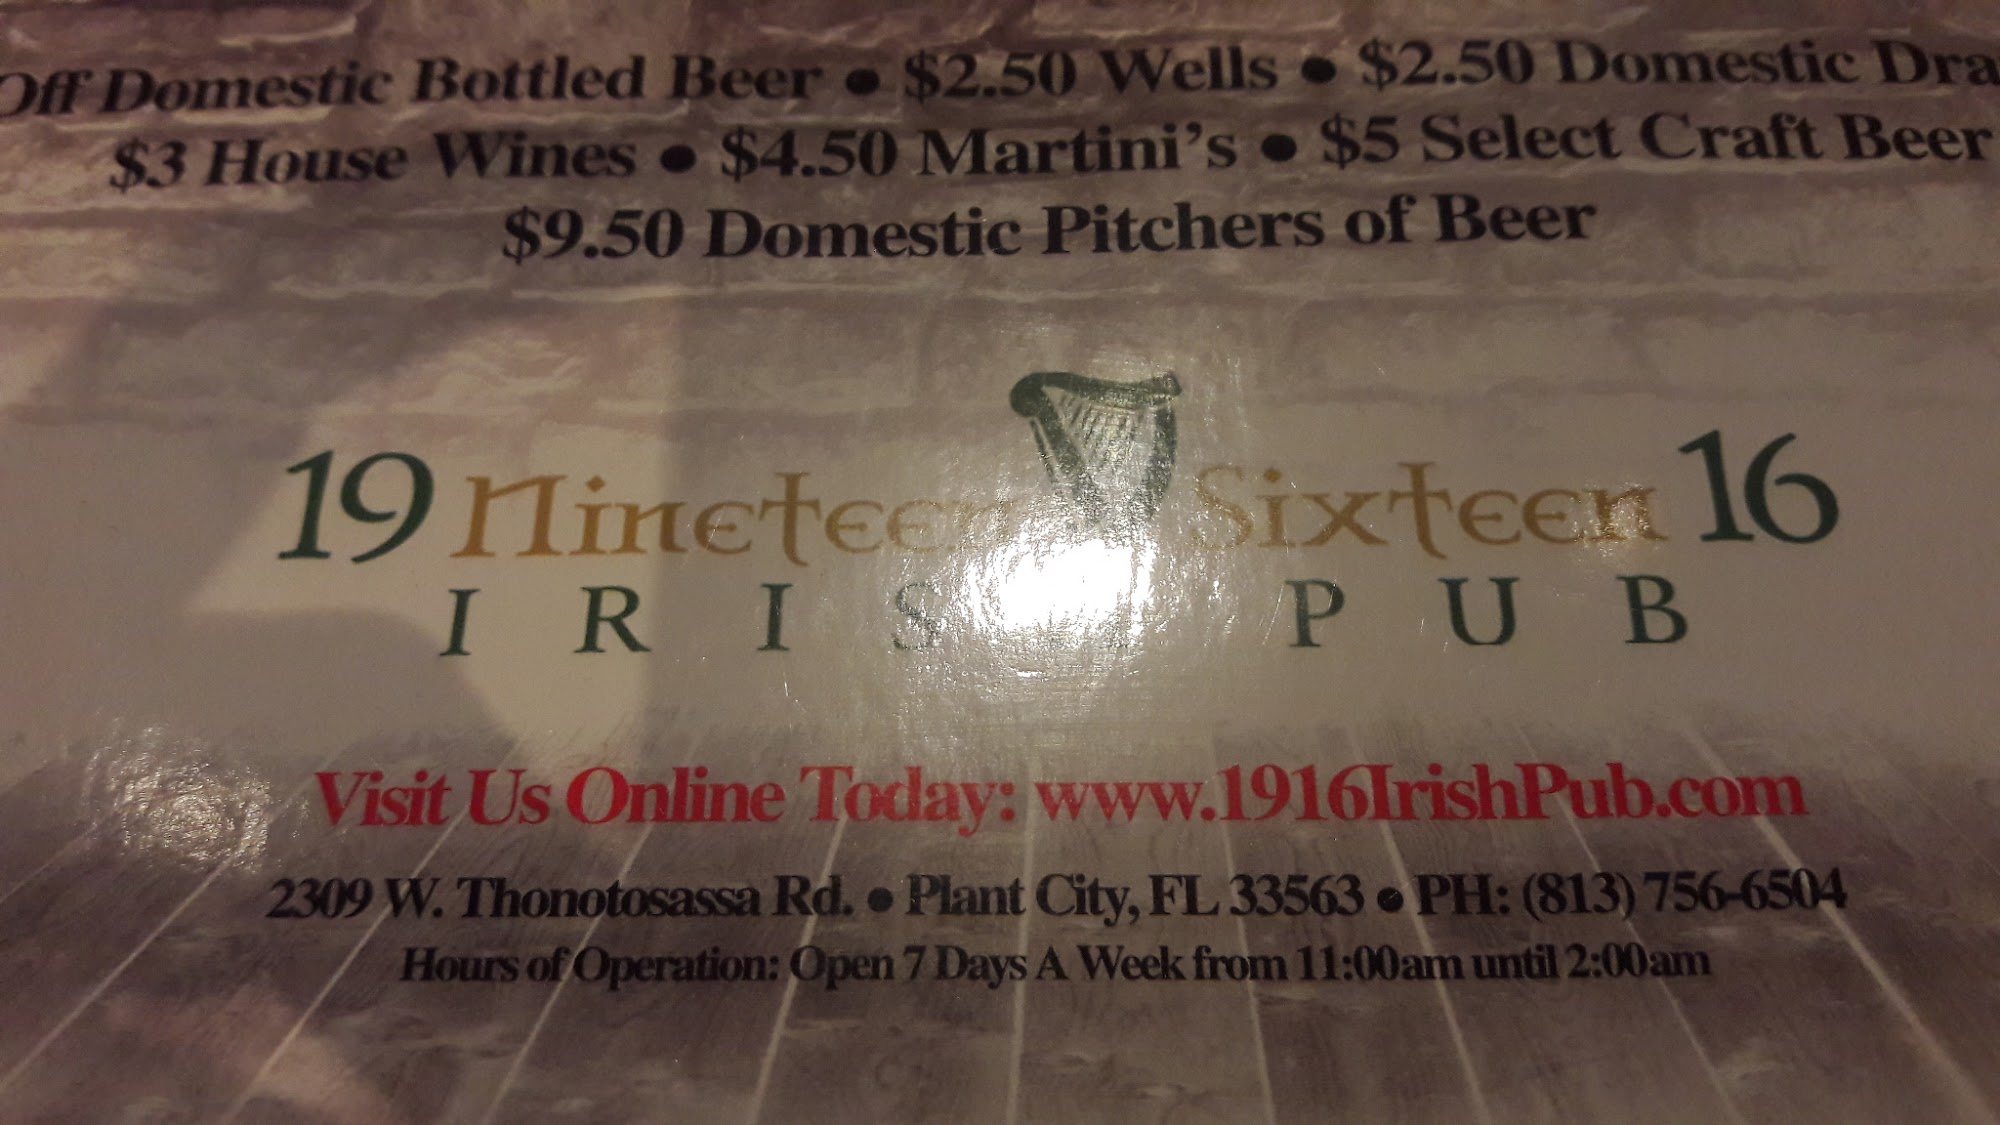 Off Domestic Bottled Beer • $2.50 Wells • $2.50 Domestic
$3 House Wines • $4.50 Martini's • $5 Select Craft Beer
$9.50 Domestic Pitchers of Beer
19 Nineteen Sixteen 16
IRISH PUB
Visit Us Online Today: www.1916IrishPub.com
2309 W. Thonotosassa Rd. • Plant City, FL 33563 • PH: (813) 756-6504
Hours of Operation: Open 7 Days A Week from 11:00am until 2:00am